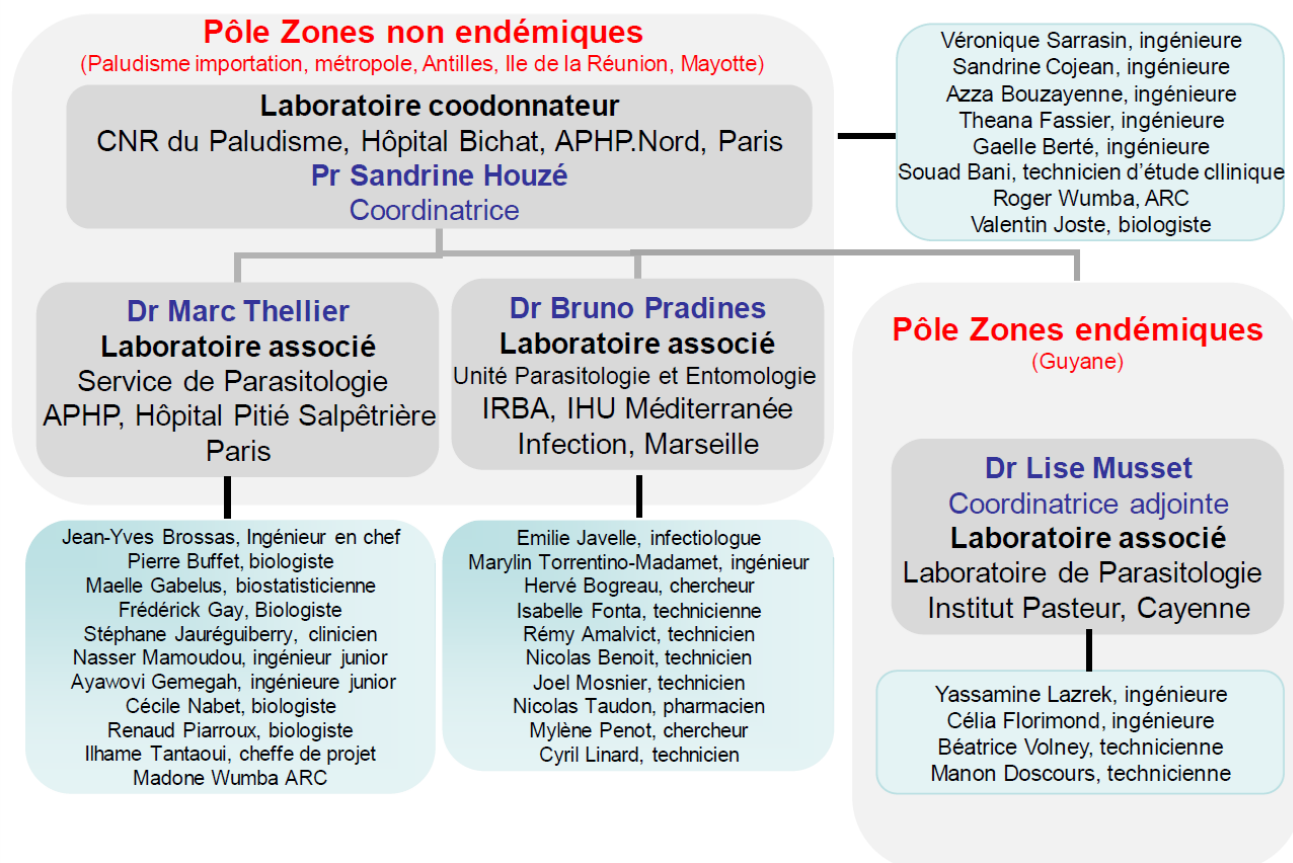 Pôle Zones non endémiques
(Paludisme importation, métropole, Antilles, Ile de la Réunion, Mayotte)
Laboratoire coodonnateur
CNR du Paludisme, Hôpital Bichat, APHP.Nord, Paris
Pr Sandrine Houzé
Coordinatrice
Véronique Sarrasin, ingénieure
Sandrine Cojean, ingénieure
Azza Bouzayenne, ingénieure
Theana Fassier, ingénieure
Gaelle Berté, ingénieure
Souad Bani, technicien d'étude cllinique
Roger Wumba, ARC
Valentin Joste, biologiste
Dr Marc Thellier
Laboratoire associé
Service de Parasitologie
APHP, Hôpital Pitié Salpêtrière
Paris
Dr Bruno Pradines
Laboratoire associé
Unité Parasitologie et Entomologie
IRBA, IHU Méditerranée
Infection, Marseille
Pôle Zones endémiques
(Guyane)
Dr Lise Musset
Coordinatrice adjointe
Laboratoire associé
Laboratoire de Parasitologie
Institut Pasteur, Cayenne
Jean-Yves Brossas, Ingénieur en chef
Pierre Buffet, biologiste
Maelle Gabelus, biostatisticienne
Frédérick Gay, Biologiste
Stéphane Jauréguiberry, clinicien
Nasser Mamoudou, ingénieur junior
Ayawovi Gemegah, ingénieure junior
Cécile Nabet, biologiste
Renaud Piarroux, biologiste
Ilhame Tantaoui, cheffe de projet
Madone Wumba ARC
Emilie Javelle, infectiologue
Marylin Torrentino-Madamet, ingénieur
Hervé Bogreau, chercheur
Isabelle Fonta, technicienne
Rémy Amalvict, technicien
Nicolas Benoit, technicien
Joel Mosnier, technicien
Nicolas Taudon, pharmacien
Mylène Penot, chercheur
Cyril Linard, technicien
Yassamine Lazrek, ingénieure
Célia Florimond, ingénieure
Béatrice Volney, technicienne
Manon Doscours, technicienne